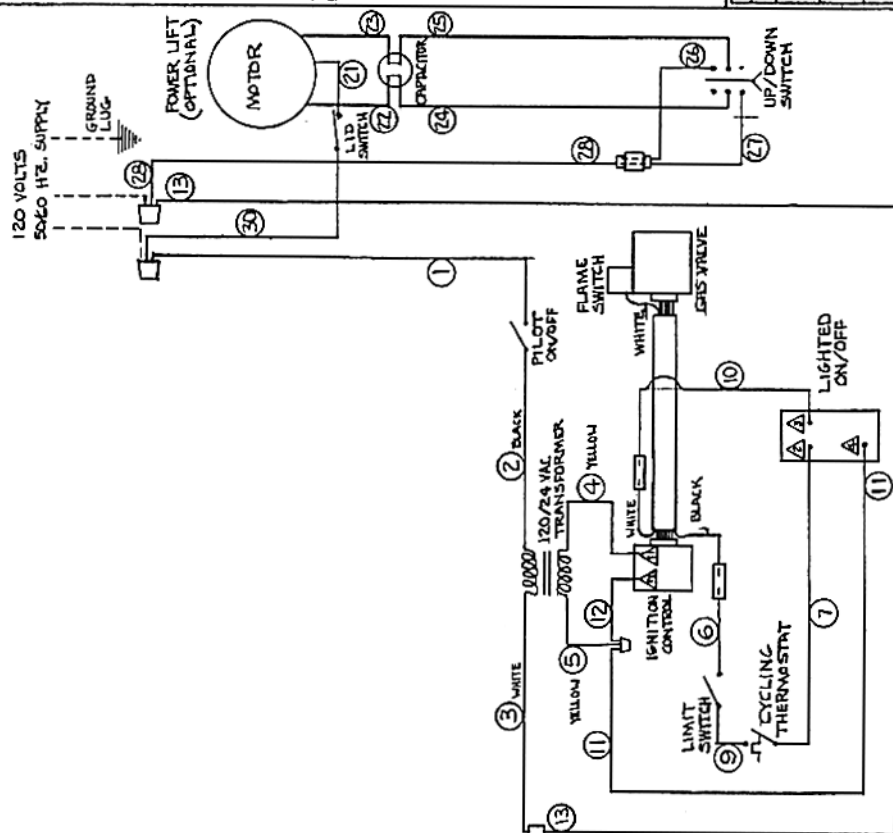 120 VOLTS
50/60 HZ. SUPPLY
GROUND
LUG
POWER LIFT
(OPTIONAL)
MOTOR
23
25
21
CAPACITOR
22
24
LID
SWITCH
26
UP/DOWN
SWITCH
27
28
28
13
30
1
PILOT
ON/OFF
2 BLACK
120/24 VAC
TRANSFORMER
3 WHITE
4 YELLOW
YELLOW 5
12
11
13
FLAME
SWITCH
GAS VALVE
WHITE
WHITE
BLACK
IGNITION
CONTROL
10
LIGHTED
ON/OFF
11
6
7
LIMIT
SWITCH
9
CYCLING
THERMOSTAT